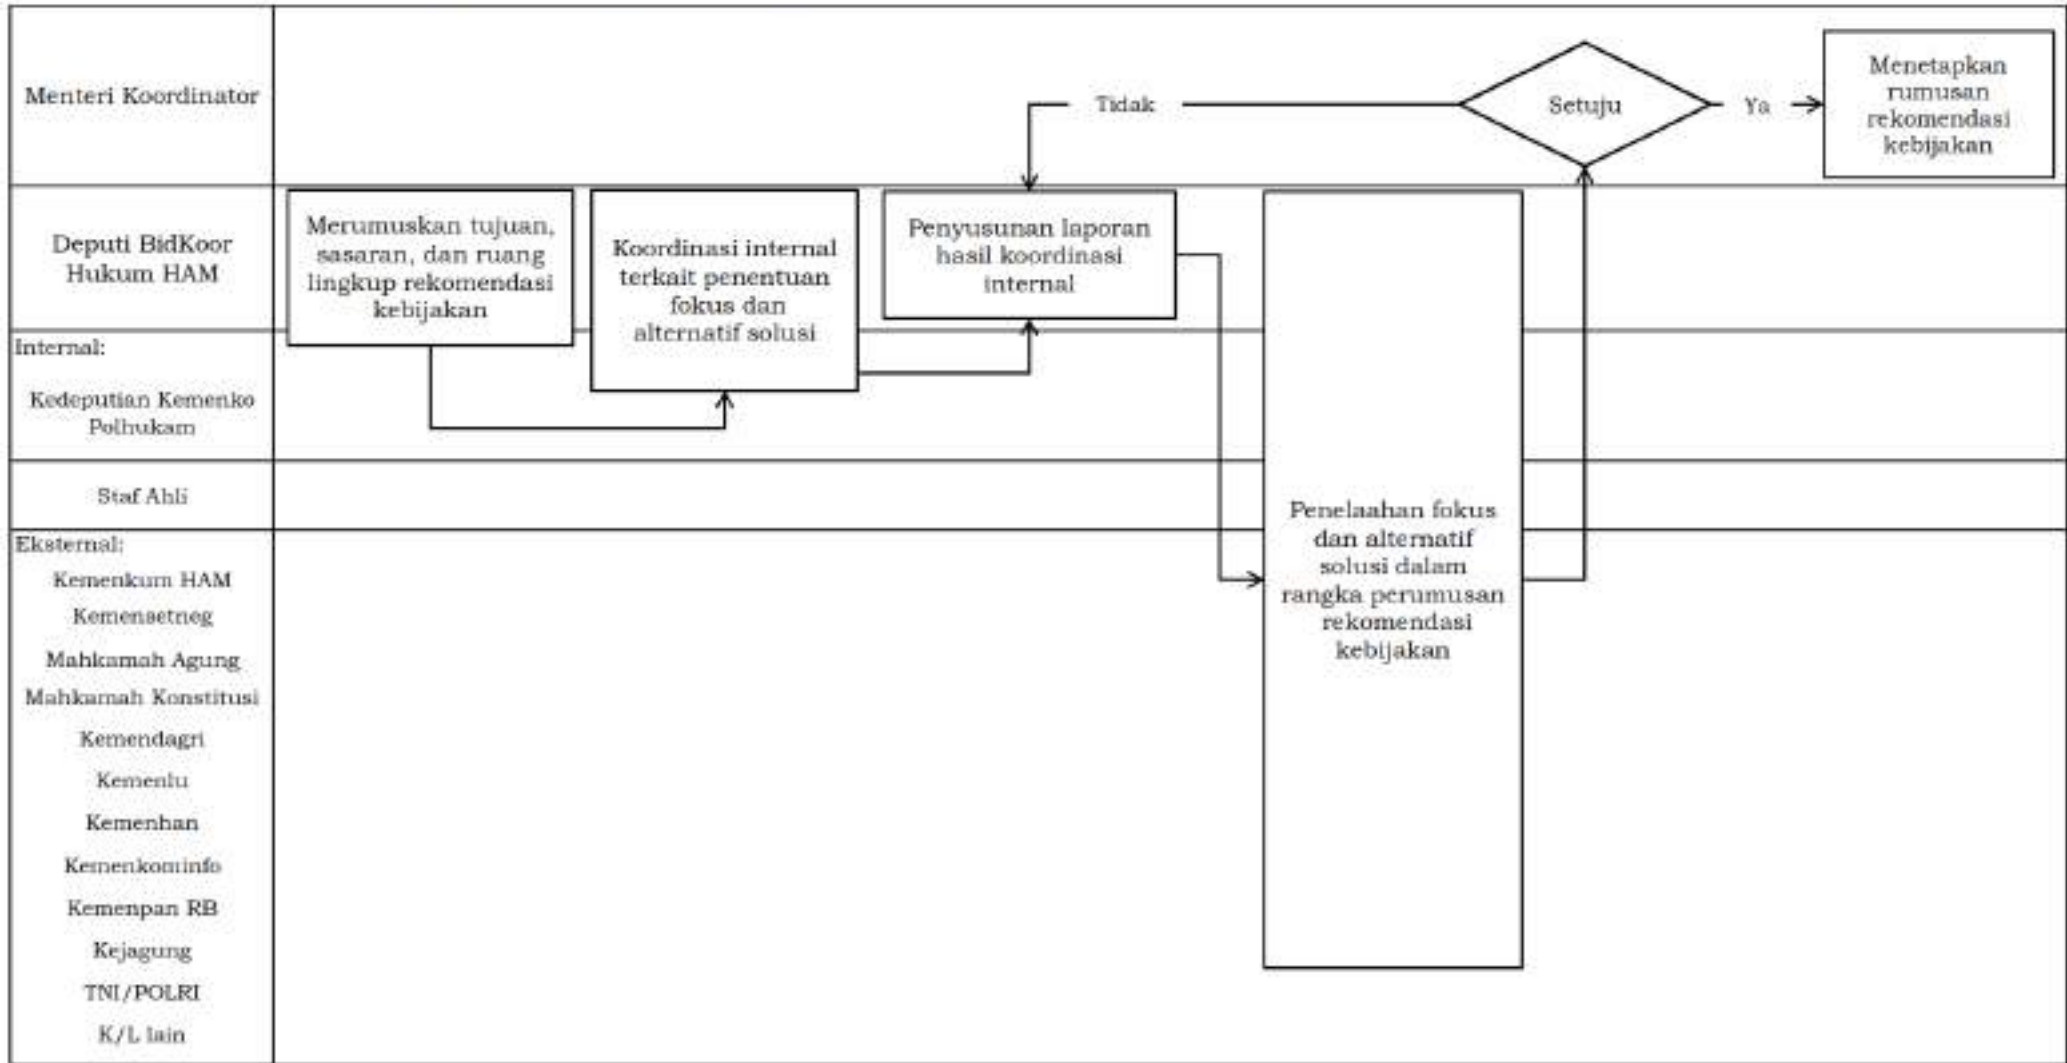 Menteri Koordinator
Tidak
Setuju
Ya
Menetapkan
rumusan
rekomendasi
kebijakan
Deputi BidKoor
Hukum HAM
Merumuskan tujuan,
sasaran, dan ruang
lingkup rekomendasi
kebijakan
Koordinasi internal
terkait penentuan
fokus dan
alternatif solusi
Penyusunan laporan
hasil koordinasi
internal
Internal:
Kedeputian Kemenko
Polhukam
Staf Ahli
Penelaahan fokus
dan alternatif
solusi dalam
rangka perumusan
rekomendasi
kebijakan
Eksternal:
Kemenkum HAM
Kemensetneg
Mahkamah Agung
Mahkamah Konstitusi
Kemendagri
Kemenlu
Kemenhan
Kemenkominfo
Kemenpan RB
Kejagung
TNI/POLRI
K/L lain